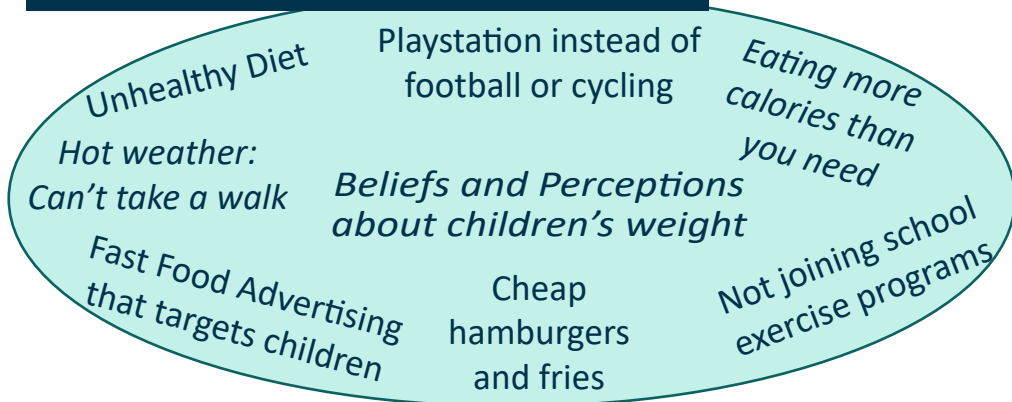 Unhealthy Diet
Playstation instead of
football or cycling
Eating more
calories than
you need
Hot weather:
Can't take a walk
Beliefs and Perceptions
about children's weight
Fast Food Advertising
that targets children
Cheap
hamburgers
and fries
Not joining school
exercise programs